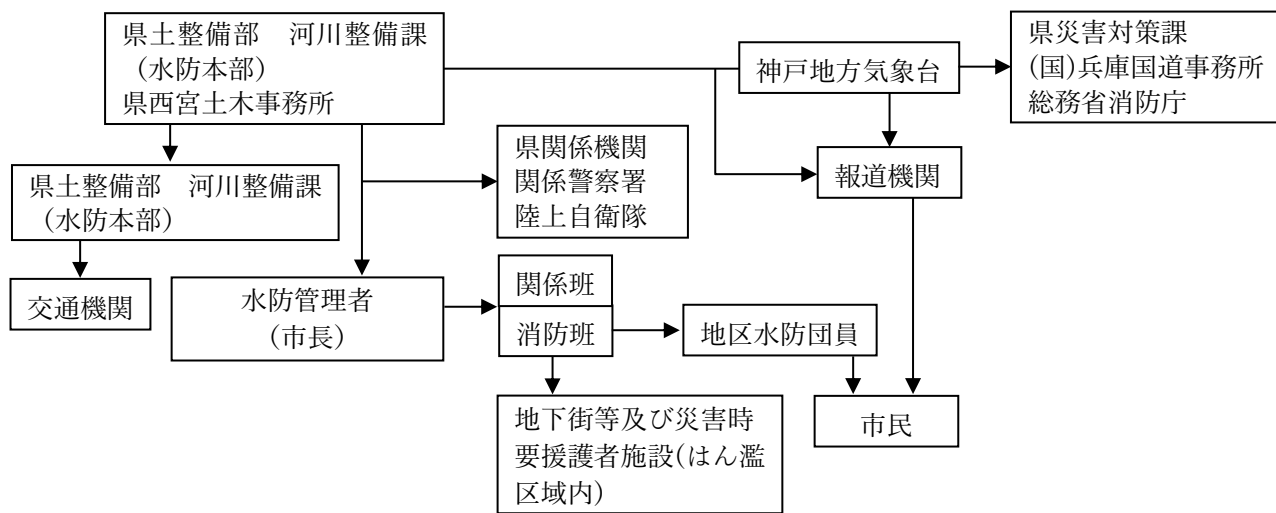 県土整備部　河川整備課
（水防本部）
県西宮土木事務所
神戸地方気象台
県災害対策課
(国)兵庫国道事務所
総務省消防庁
県関係機関
関係警察署
陸上自衛隊
報道機関
県土整備部　河川整備課
（水防本部）
交通機関
水防管理者
（市長）
関係班
消防班
地区水防団員
地下街等及び災害時
要援護者施設(はん濫
区域内)
市民